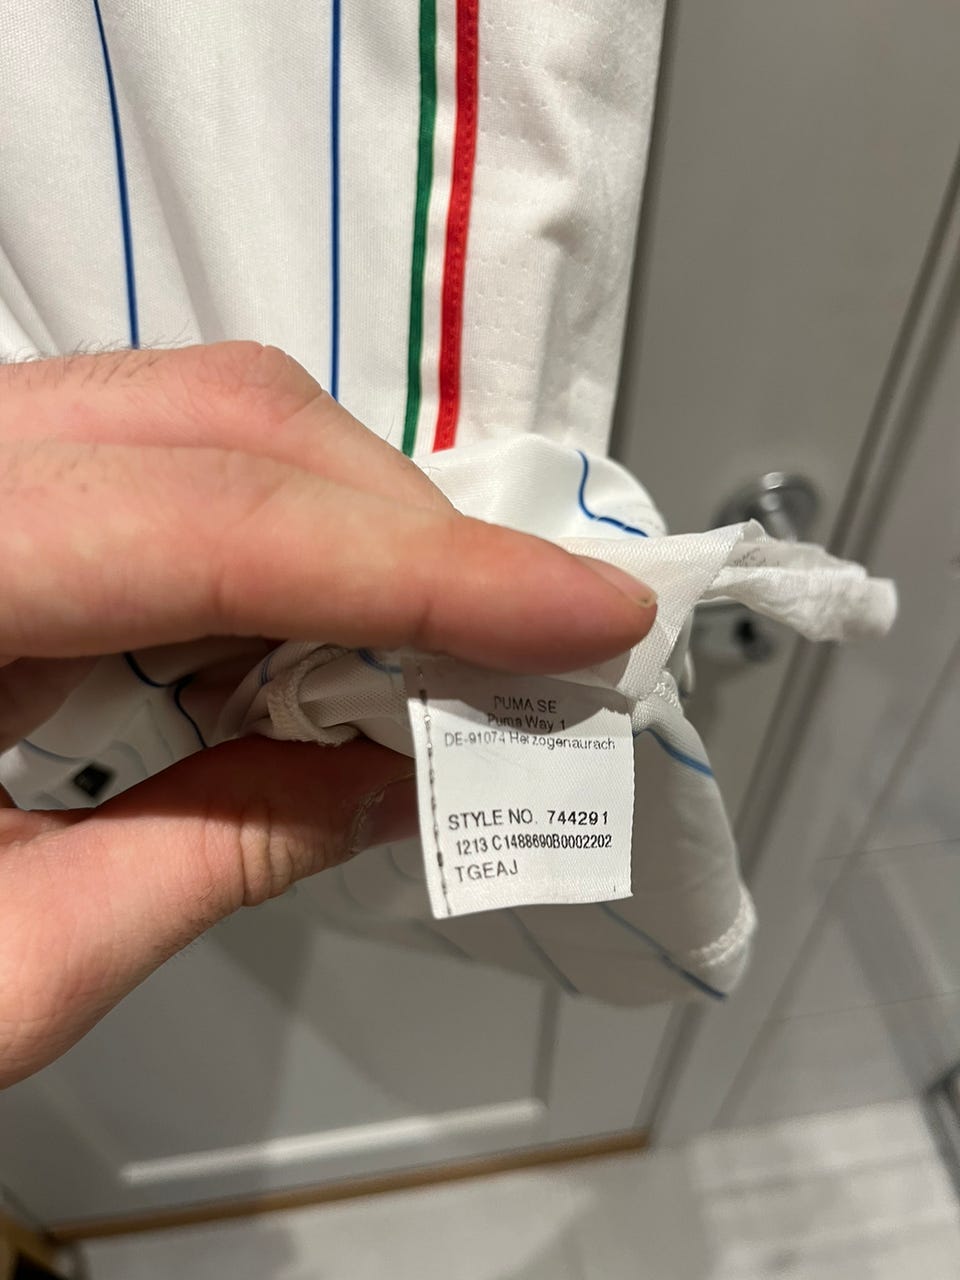 PUMA SE
Puma Way 1
DE-91074 Herzogenaurach
STYLE NO. 744291
1213 C1488690B0002202
TGEAJ